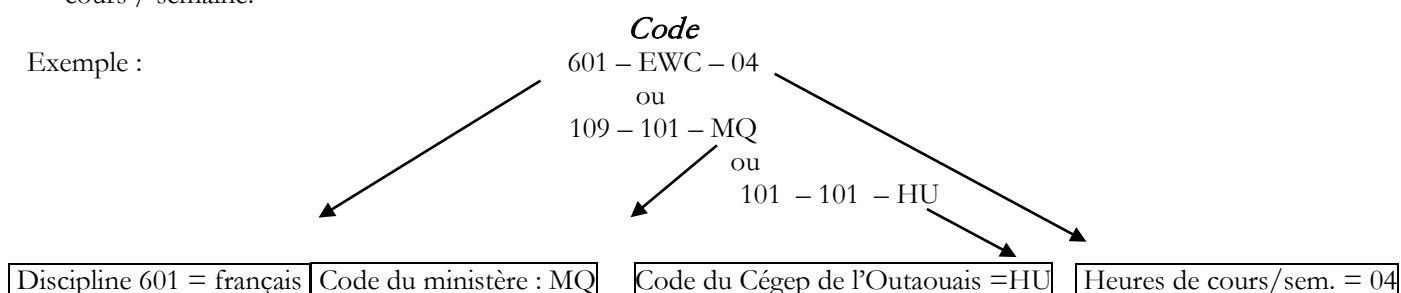 cours / semaine.
Code
Exemple : 601 – EWC – 04
ou
109 – 101 – MQ
ou
101 – 101 – HU
Discipline 601 = français Code du ministère : MQ Code du Cégep de l'Outaouais =HU Heures de cours/sem. = 04